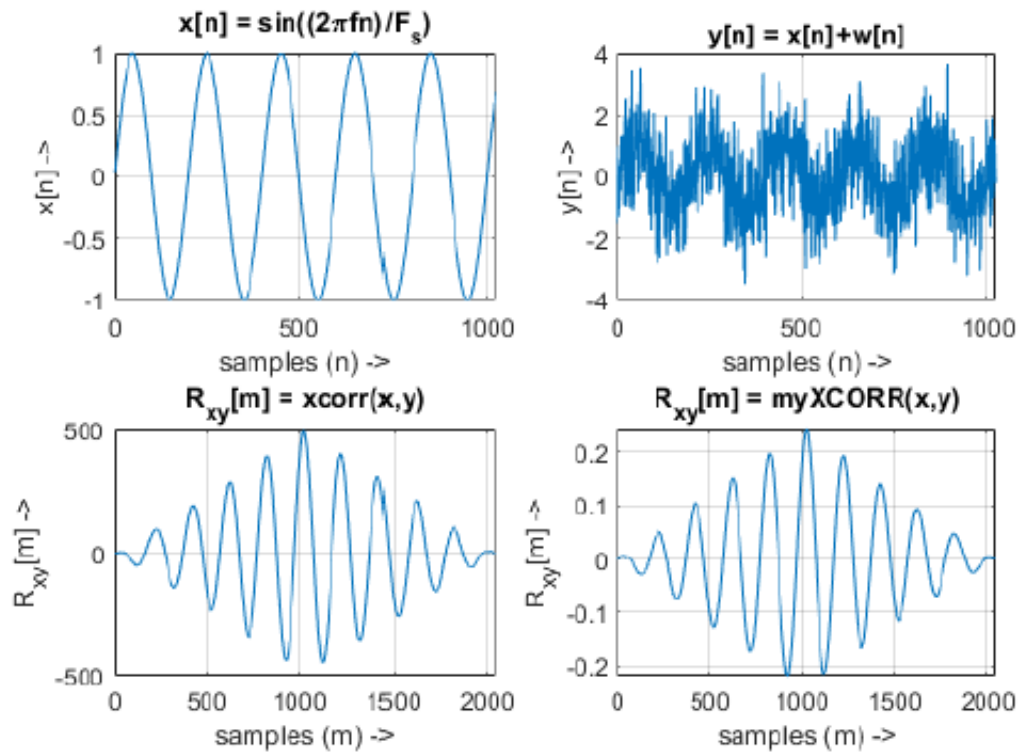 x[n] = sin((2πfn)/F_s)
1
0.5
0
-0.5
-1
x[n] ->
0 500 1000
samples (n) ->
y[n] = x[n]+w[n]
4
2
0
-2
-4
y[n] ->
0 500 1000
samples (n) ->
R_xy[m] = xcorr(x,y)
500
0
-500
R_xy[m] ->
0 500 1000 1500 2000
samples (m) ->
R_xy[m] = myXCORR(x,y)
0.2
0.1
0
-0.1
-0.2
R_xy[m] ->
0 500 1000 1500 2000
samples (m) ->